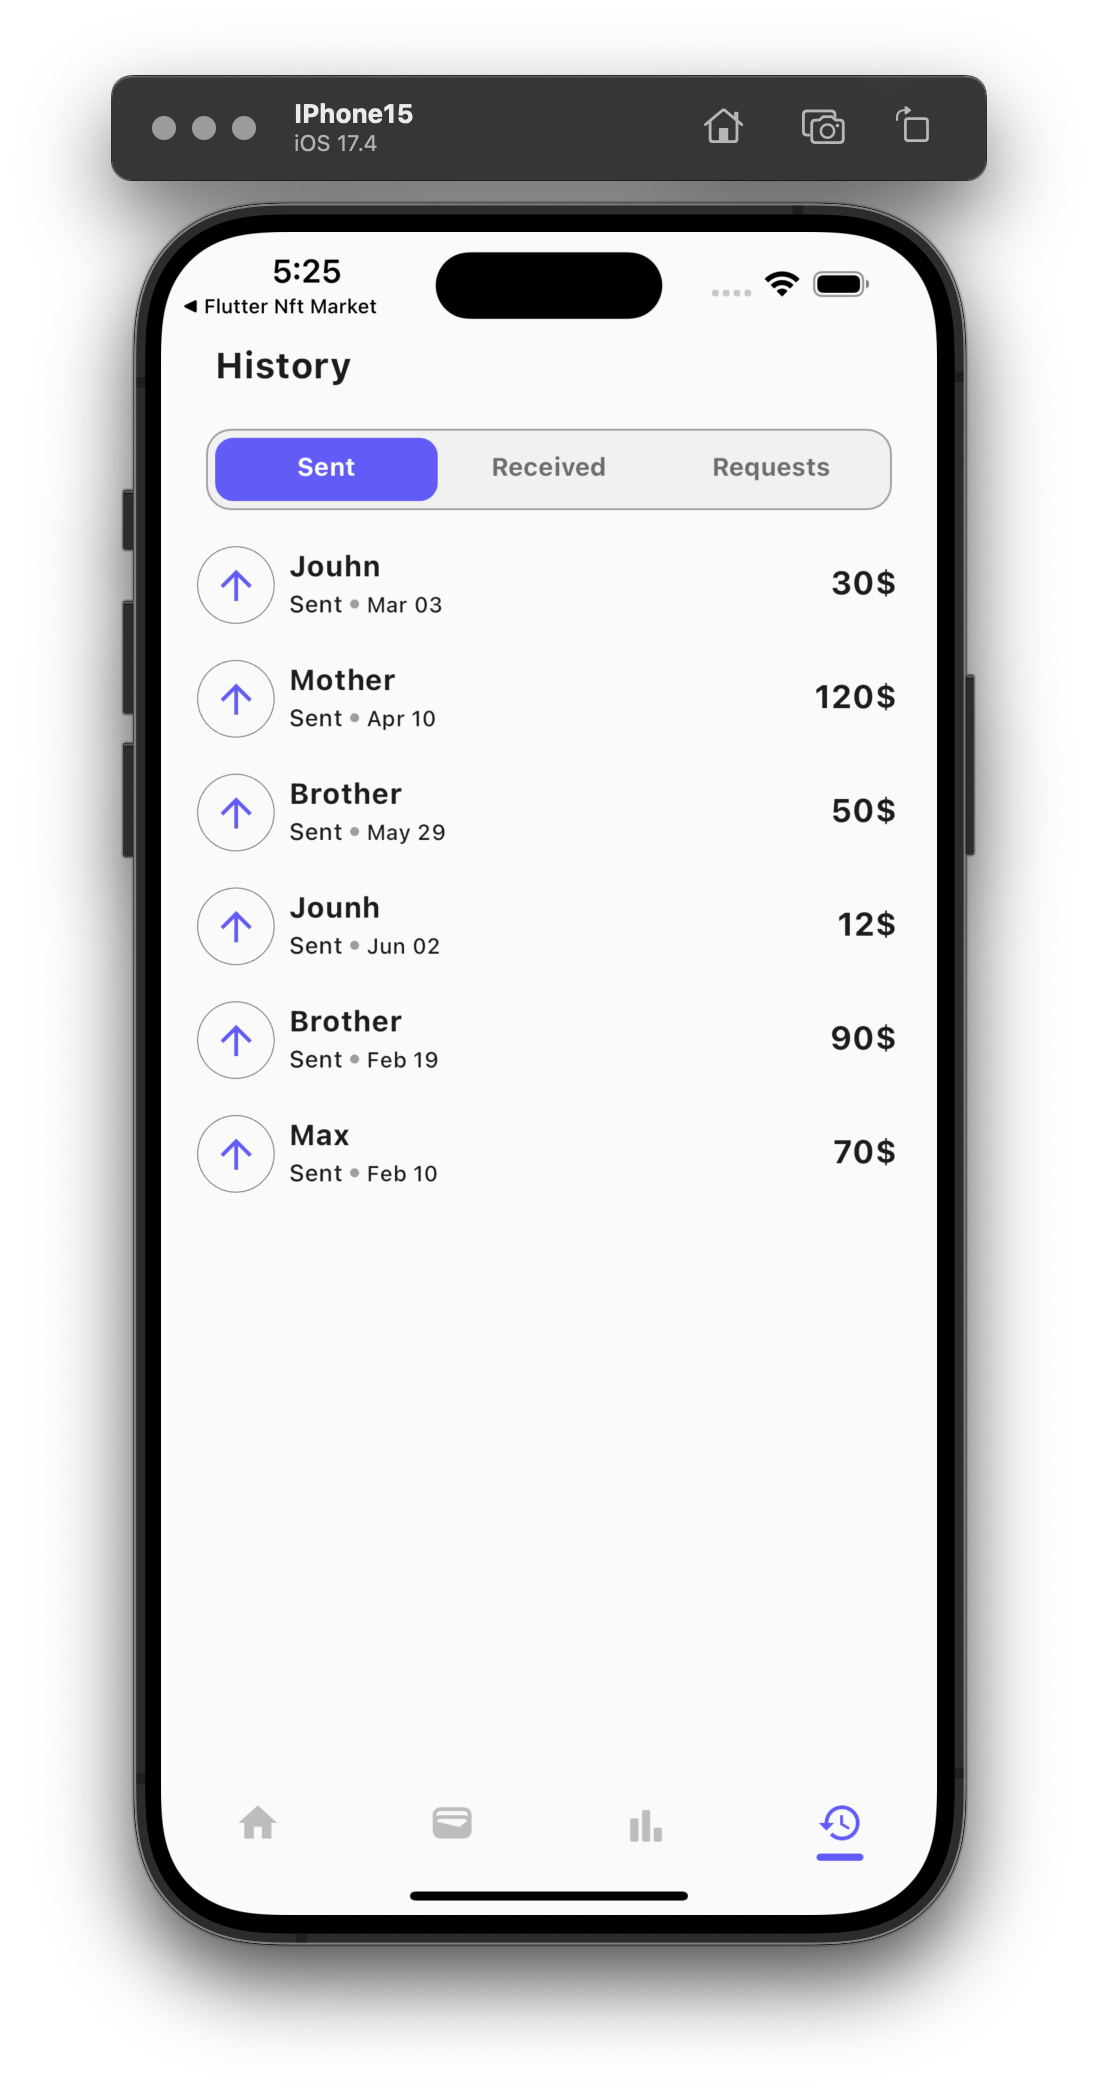 IPhone15
iOS 17.4
5:25
◀ Flutter Nft Market
History
Sent Received Requests
Jouhn
Sent • Mar 03
30$
Mother
Sent • Apr 10
120$
Brother
Sent • May 29
50$
Jounh
Sent • Jun 02
12$
Brother
Sent • Feb 19
90$
Max
Sent • Feb 10
70$